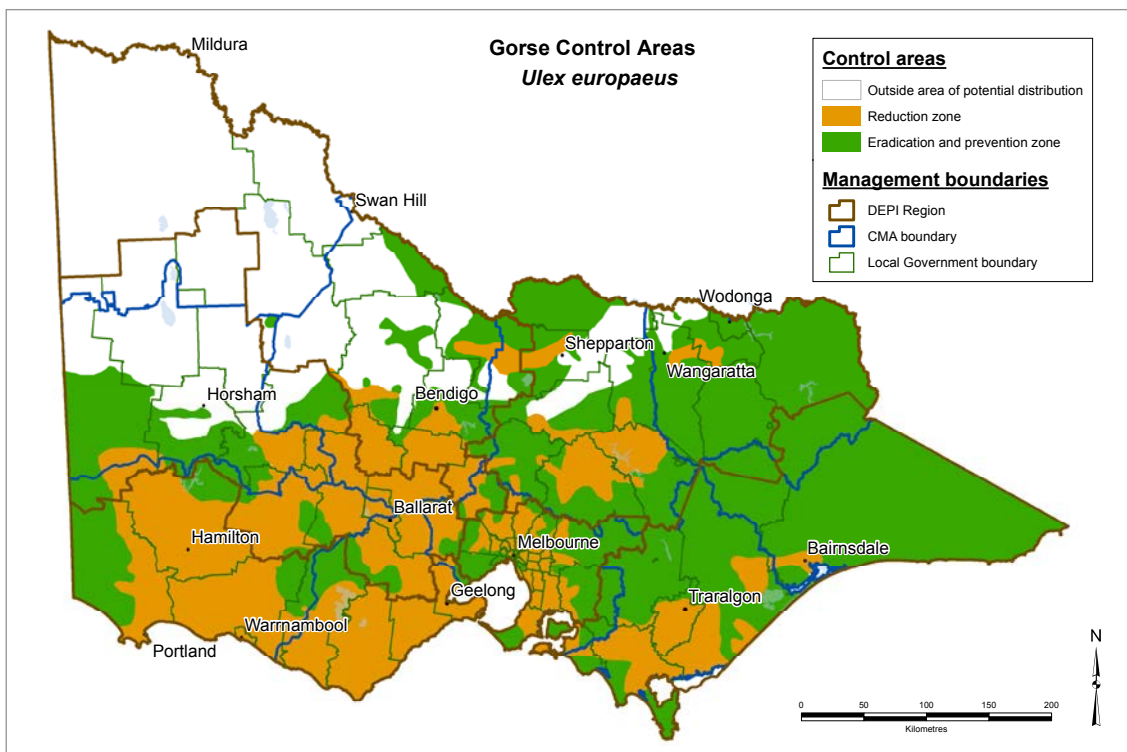 Gorse Control Areas
Ulex europaeus
Control areas
Outside area of potential distribution
Reduction zone
Eradication and prevention zone
Management boundaries
DEPI Region
CMA boundary
Local Government boundary
Mildura
Swan Hill
Wodonga
Shepparton
Wangaratta
Horsham
Bendigo
Ballarat
Hamilton
Melbourne
Bairnsdale
Geelong
Traralgon
Warrnambool
Portland
N
0 50 100 150 200
Kilometres